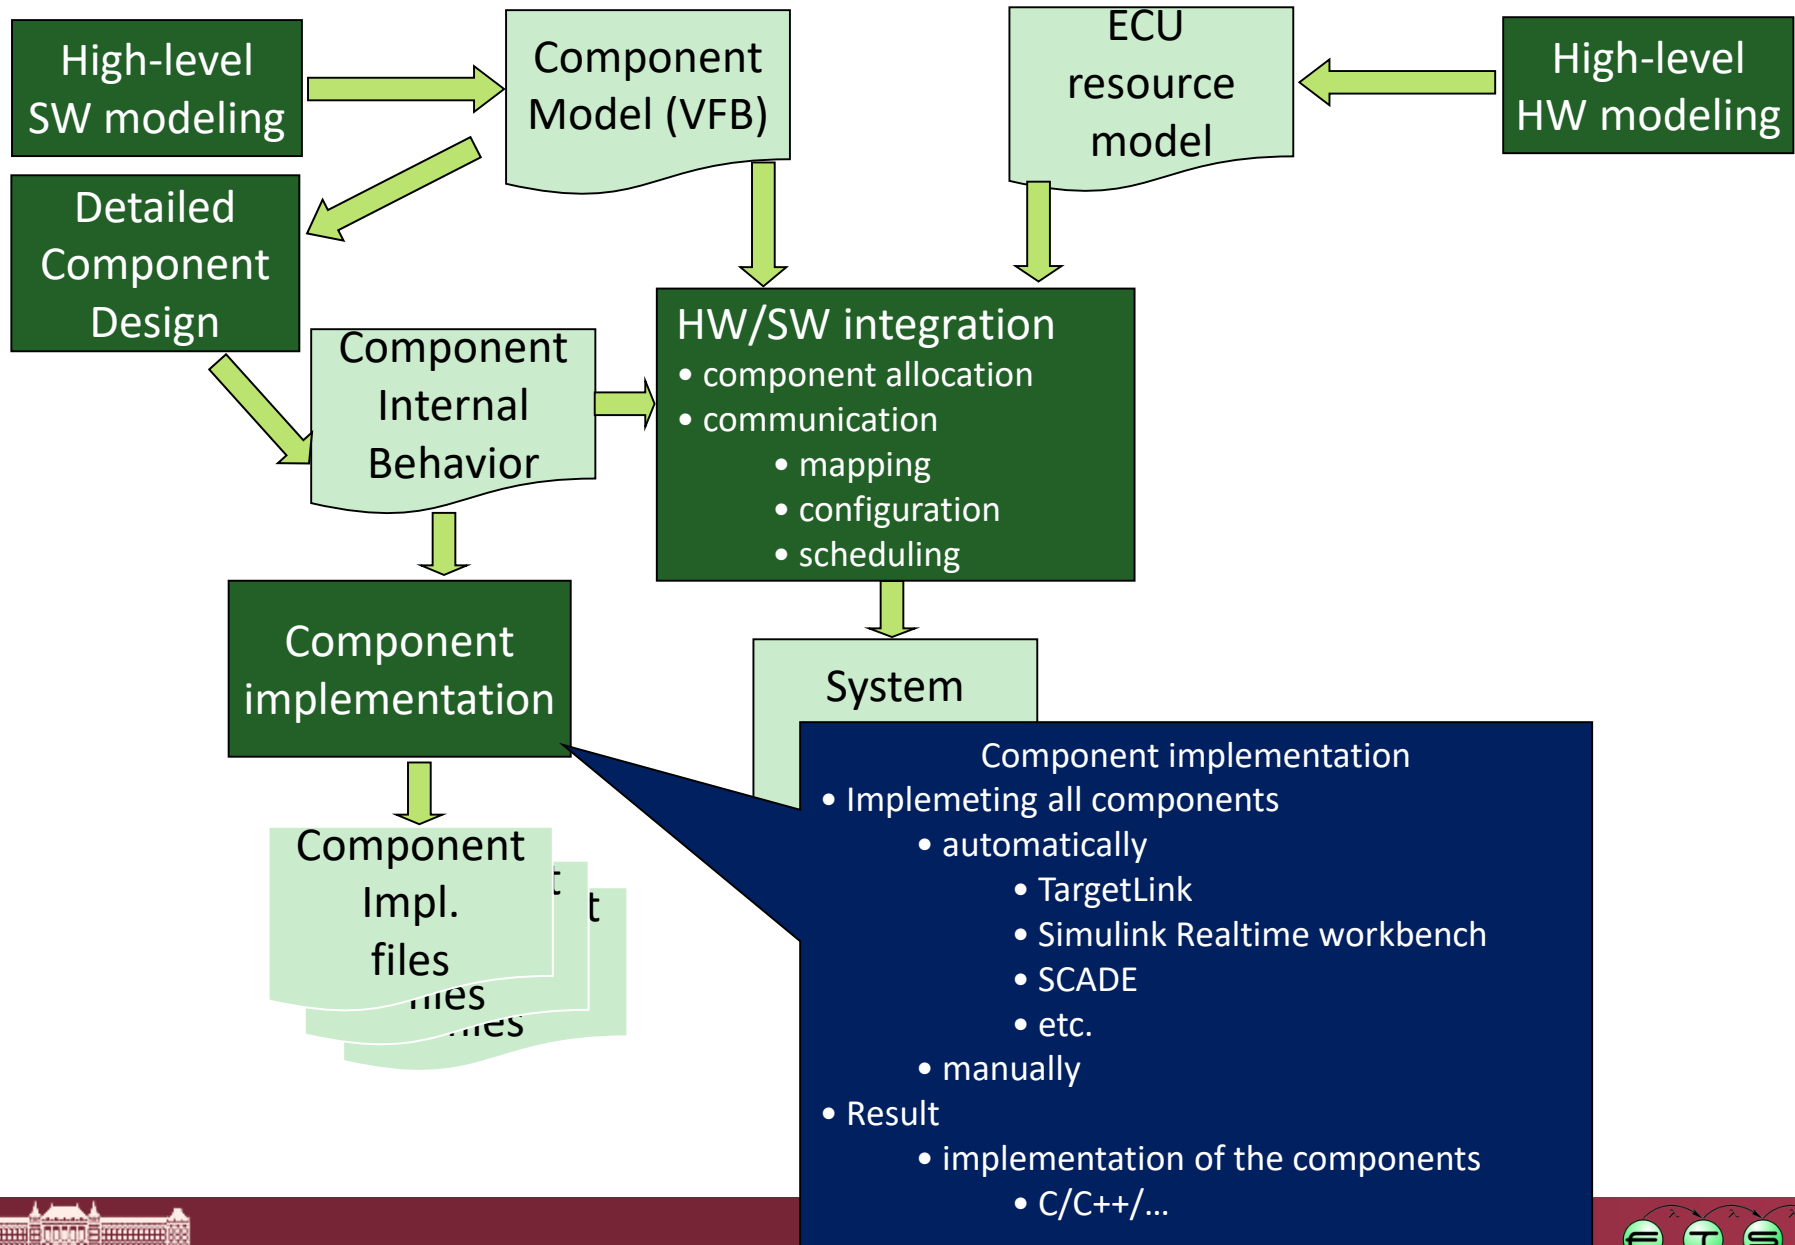 High-level
SW modeling
Component
Model (VFB)
ECU
resource
model
High-level
HW modeling
Detailed
Component
Design
Component
Internal
Behavior
HW/SW integration
• component allocation
• communication
• mapping
• configuration
• scheduling
Component
implementation
System
Component implementation
• Implemeting all components
• automatically
• TargetLink
• Simulink Realtime workbench
• SCADE
• etc.
• manually
• Result
• implementation of the components
• C/C++/...
Component
Impl.
files
t
t
files
files